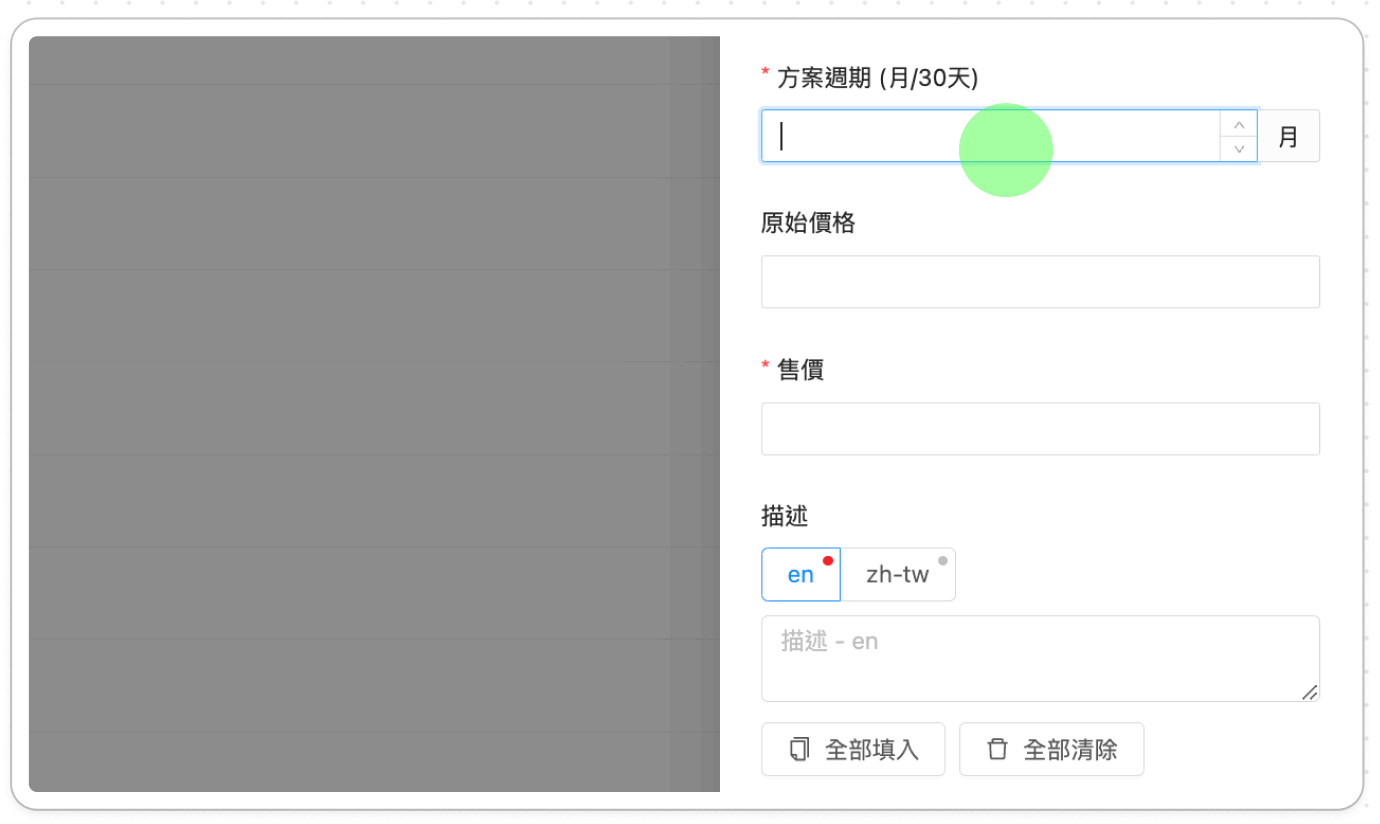 * 方案週期 (月/30天)
月
原始價格
* 售價
描述
en zh-tw
描述 - en
全部填入 全部清除